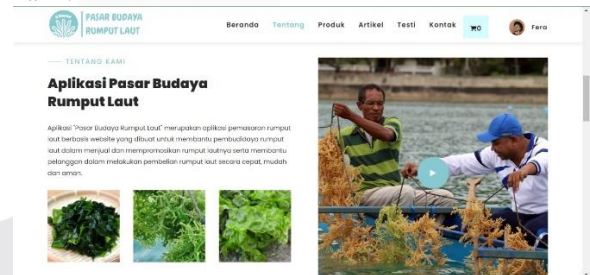 PASAR BUDAYA
RUMPUT LAUT
Beranda Tentang Produk Artikel Testi Kontak 0 Fera
TENTANG KAMI
Aplikasi Pasar Budaya
Rumput Laut
Aplikasi "Pasar Budaya Rumput Laut" merupakan aplikasi pemasaran rumput
laut berbasis website yang dibuat untuk membantu pembudidaya rumput
laut dalam menjual dan mempromosikan rumput lautnya serta membantu
pelanggan dalam melakukan pembelian rumput laut secara cepat, mudah
dan aman.